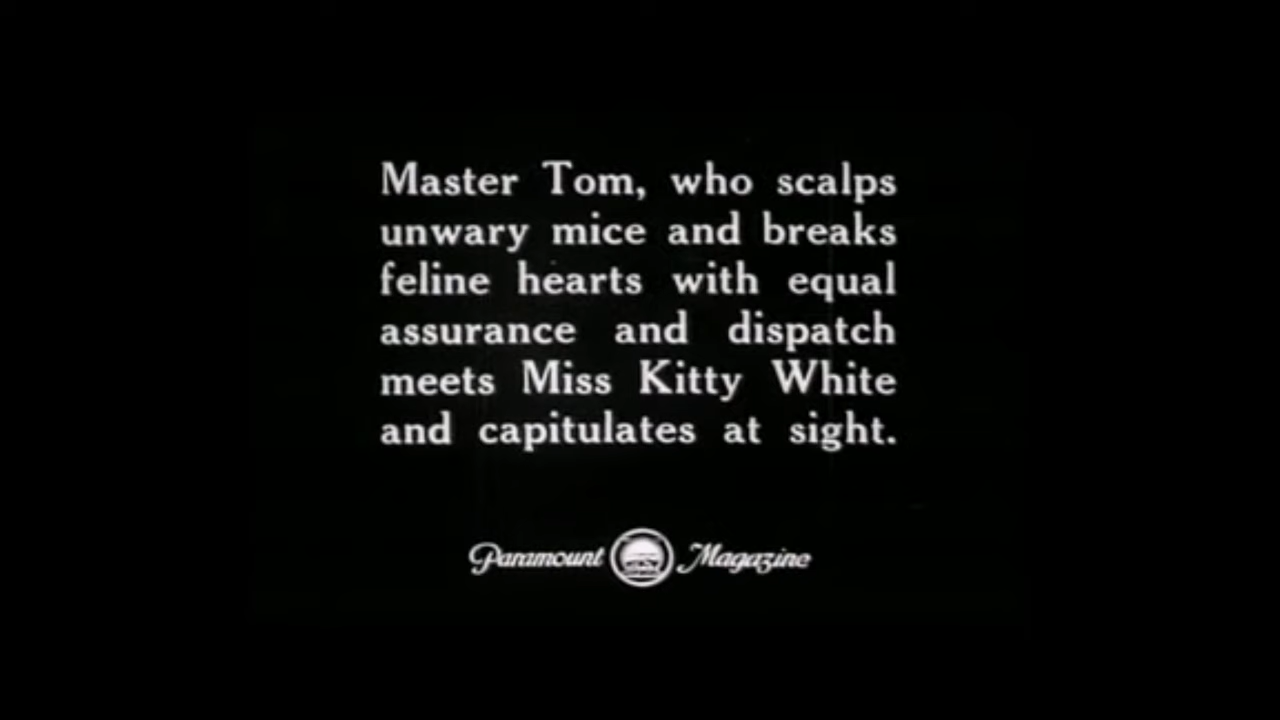 Master Tom, who scalps
unwary mice and breaks
feline hearts with equal
assurance and dispatch
meets Miss Kitty White
and capitulates at sight.
Paramount Magazine